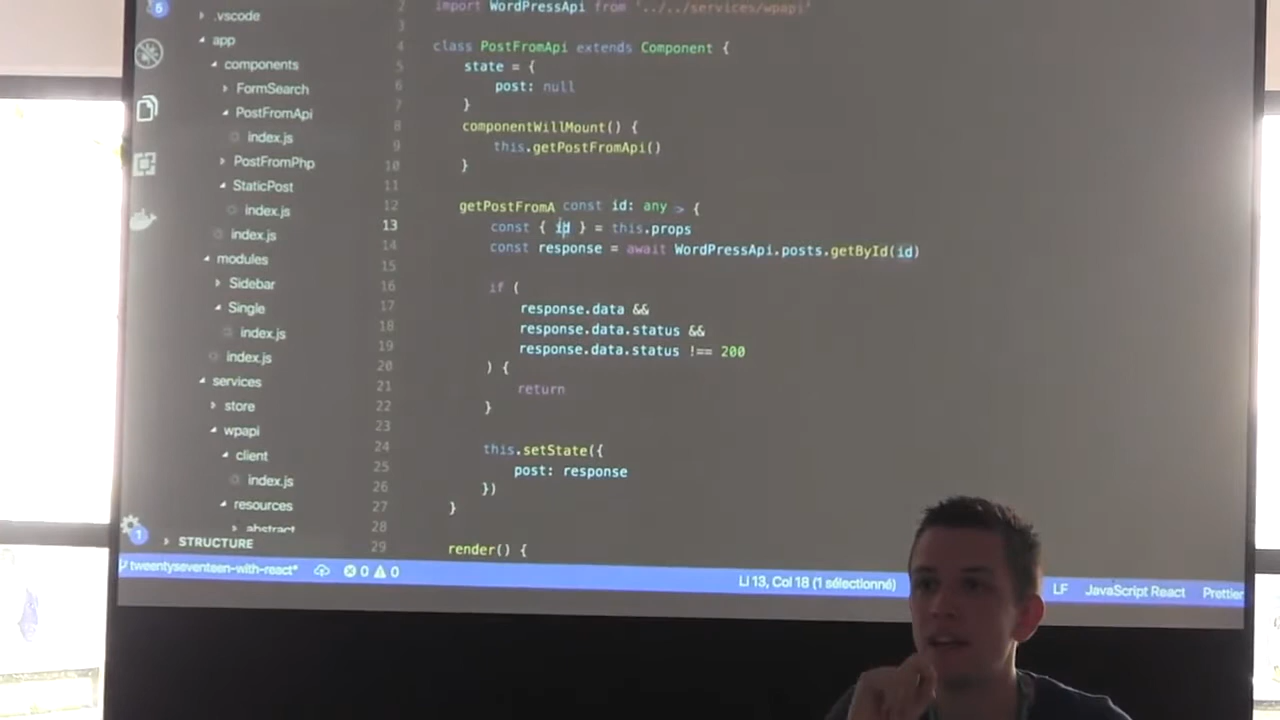 5
.vscode
app
components
FormSearch
PostFromApi
index.js
PostFromPhp
StaticPost
index.js
index.js
modules
Sidebar
Single
index.js
index.js
services
store
wpapi
client
index.js
resources
abstract
1
STRUCTURE
2 import WordPressApi from '../../services/wpapi'
3
4 class PostFromApi extends Component {
5 state = {
6 post: null
7 }
8 componentWillMount() {
9 this.getPostFromApi()
10 }
11
12 getPostFromA const id: any > {
13 const { id } = this.props
14 const response = await WordPressApi.posts.getById(id)
15
16 if (
17 response.data &&
18 response.data.status &&
19 response.data.status !== 200
20 ) {
21 return
22 }
23
24 this.setState({
25 post: response
26 })
27 }
28
29 render() {
tweentyseventeen-with-react* 0 0 Li 13, Col 18 (1 sélectionné) LF JavaScript React Prettier